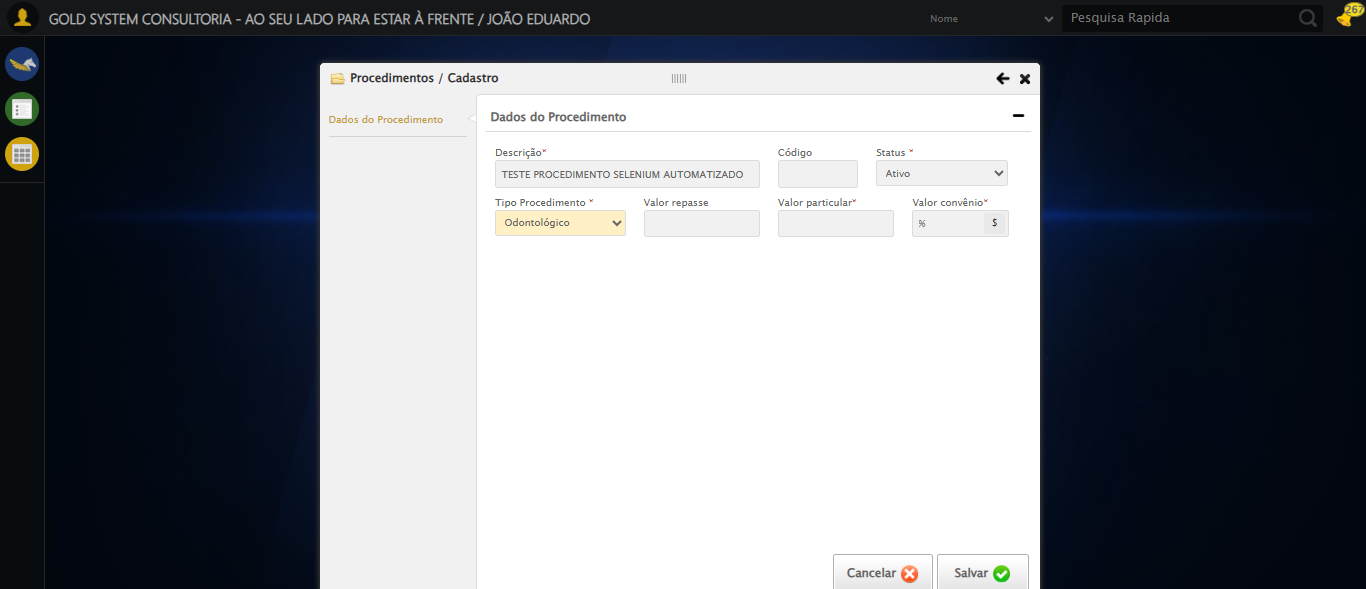 GOLD SYSTEM CONSULTORIA - AO SEU LADO PARA ESTAR À FRENTE / JOÃO EDUARDO
Nome
Pesquisa Rapida
267
Procedimentos / Cadastro
Dados do Procedimento
Dados do Procedimento
Descrição*
Código
Status *
TESTE PROCEDIMENTO SELENIUM AUTOMATIZADO
Ativo
Tipo Procedimento *
Valor repasse
Valor particular*
Valor convênio*
Odontológico
%
$
Cancelar
Salvar